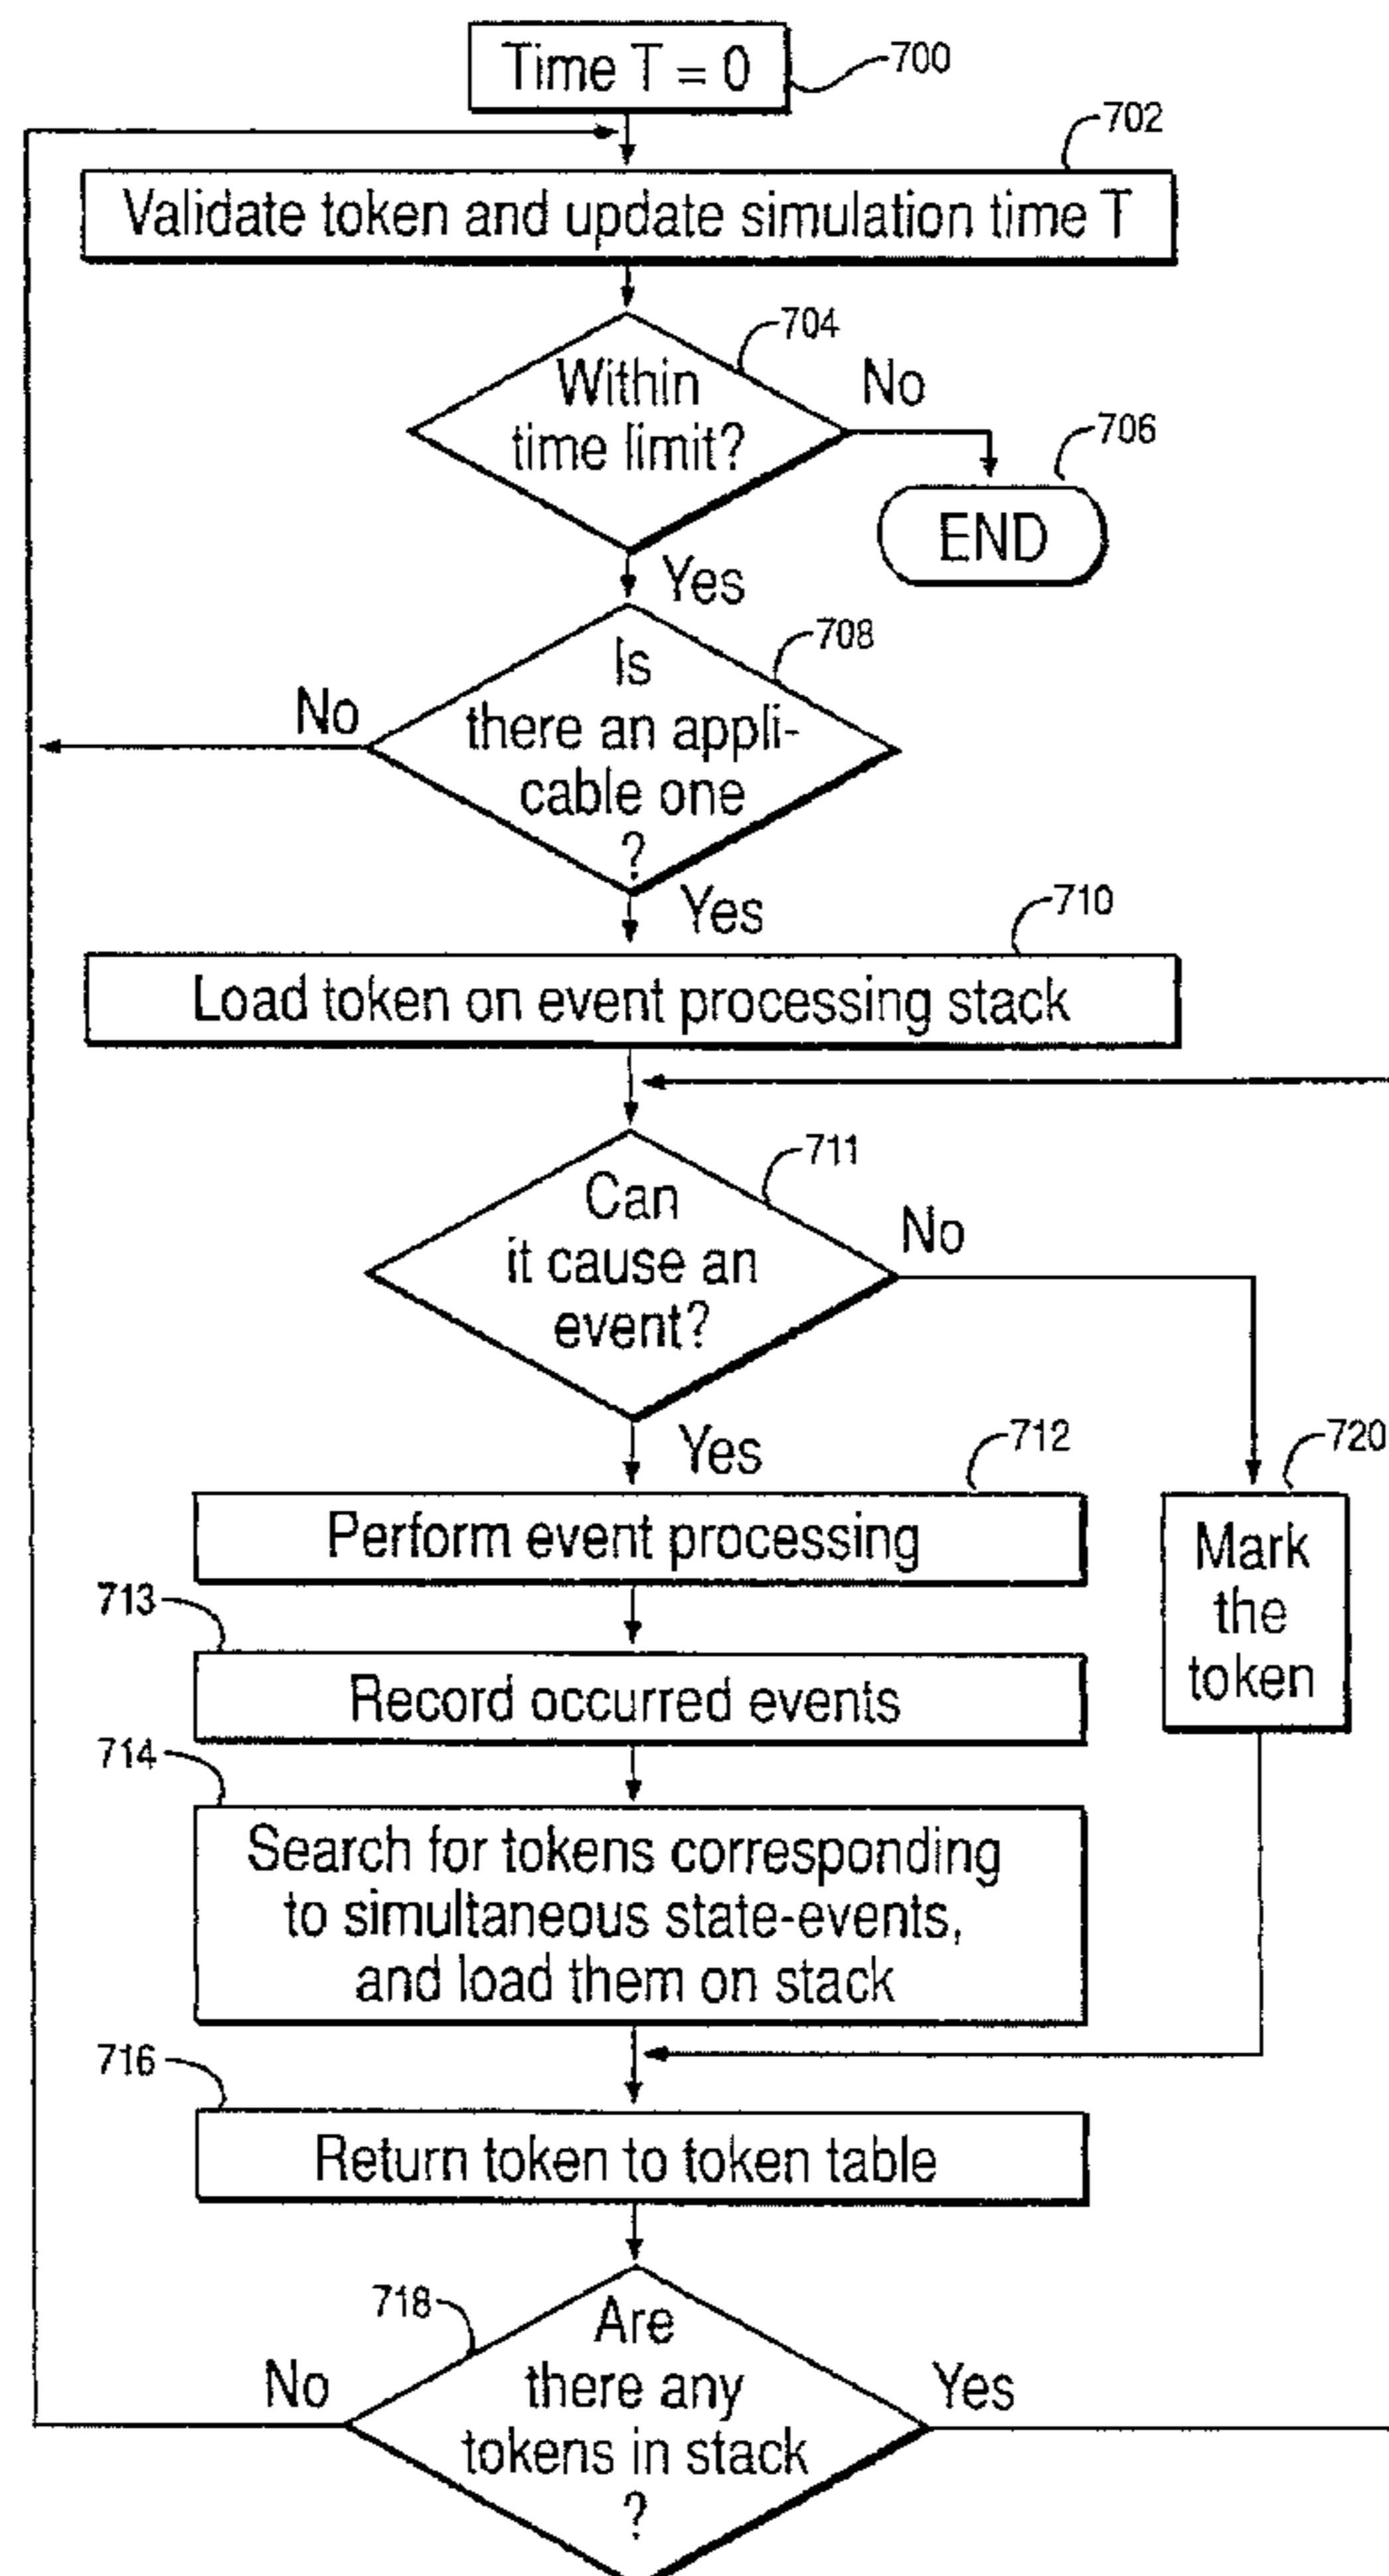 Time T = 0
700
702
Validate token and update simulation time T
704
Within
time limit?
No
706
END
Yes
708
Is
there an appli-
cable one
?
No
Yes
710
Load token on event processing stack
711
Can
it cause an
event?
No
Yes
712
720
Perform event processing
Mark
the
token
713
Record occurred events
714
Search for tokens corresponding
to simultaneous state-events,
and load them on stack
716
Return token to token table
718
Are
there any
tokens in stack
?
No
Yes